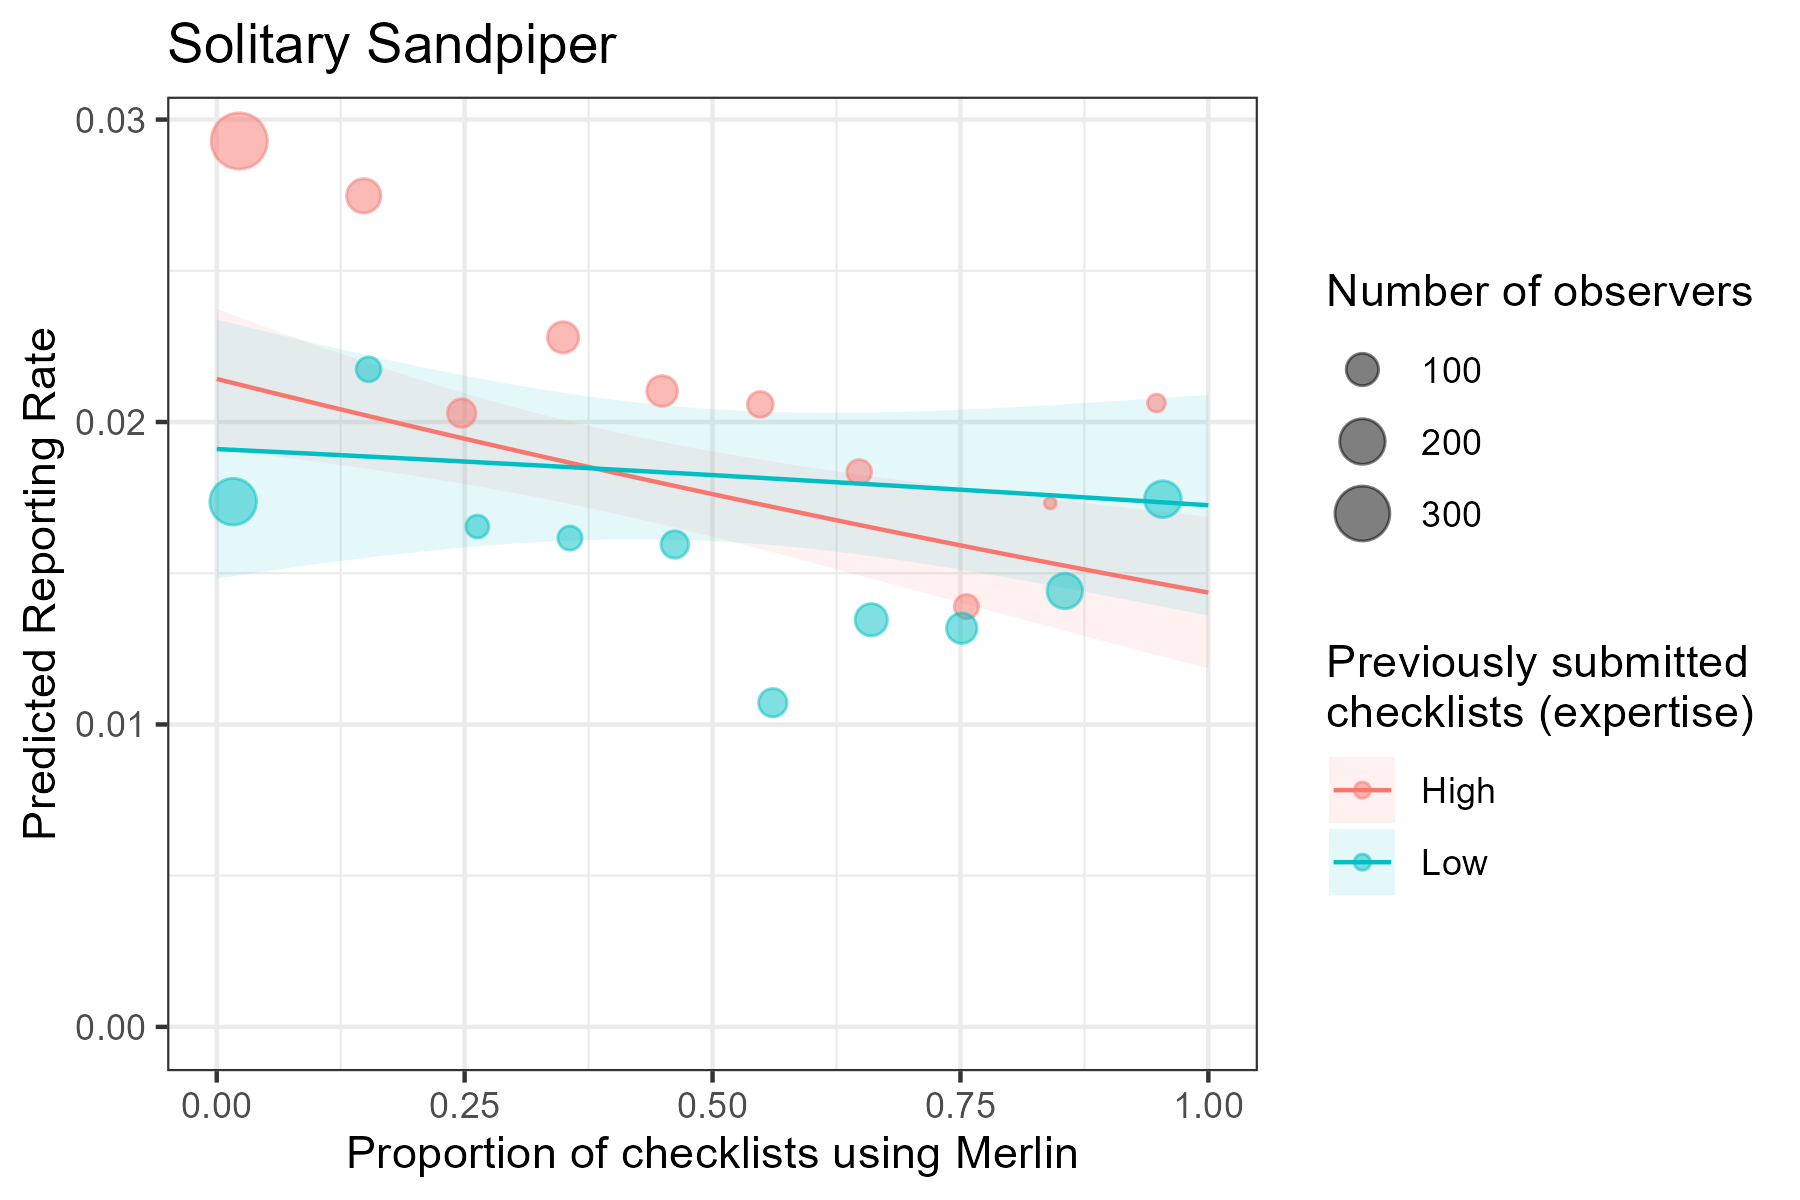 Solitary Sandpiper
0.03
0.02
0.01
0.00
Predicted Reporting Rate
0.00 0.25 0.50 0.75 1.00
Proportion of checklists using Merlin
Number of observers
100
200
300
Previously submitted
checklists (expertise)
High
Low